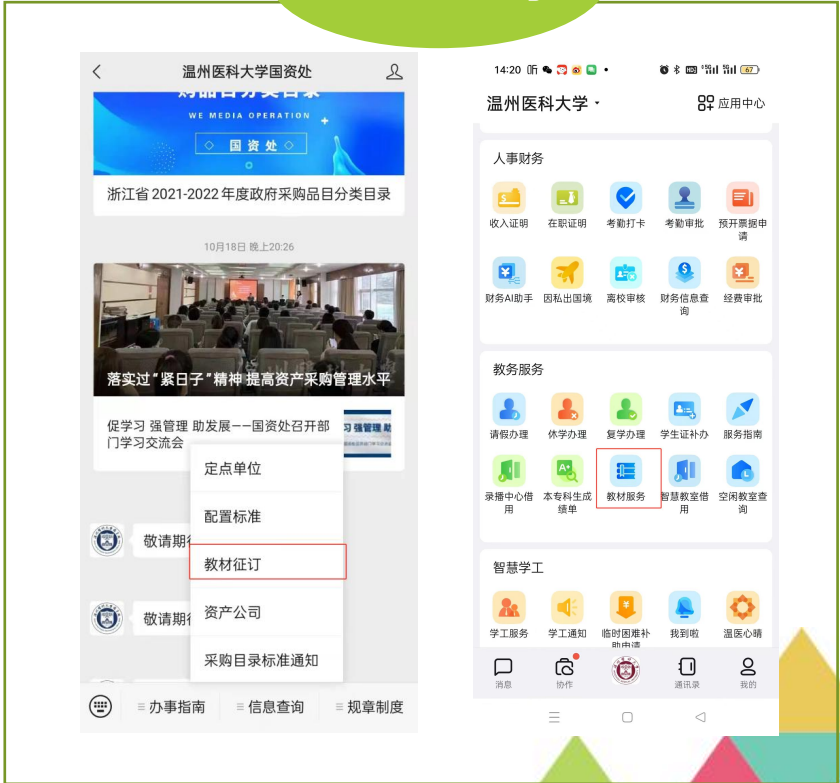 温州医科大学国资处
WE MEDIA OPERATION
国资处
浙江省 2021-2022 年度政府采购品目分类目录
10月18日 晚上20:26
落实过“紧日子”精神 提高资产采购管理水平
促学习 强管理 助发展——国资处召开部
门学习交流会
习 强管理 助
定点单位
配置标准
教材征订
资产公司
采购目录标准通知
敬请期
敬请期
办事指南
信息查询
规章制度
14:20
67
温州医科大学
应用中心
人事财务
收入证明
在职证明
考勤打卡
考勤审批
预开票据申
请
财务AI助手
因私出国境
离校审核
财务信息查
询
经费审批
教务服务
请假办理
休学办理
复学办理
学生证补办
服务指南
录播中心借
用
本专科生成
绩单
教材服务
智慧教室借
用
空闲教室查
询
智慧学工
学工服务
学工通知
临时困难补
助申请
我到啦
温医心晴
消息
协作
通讯录
我的